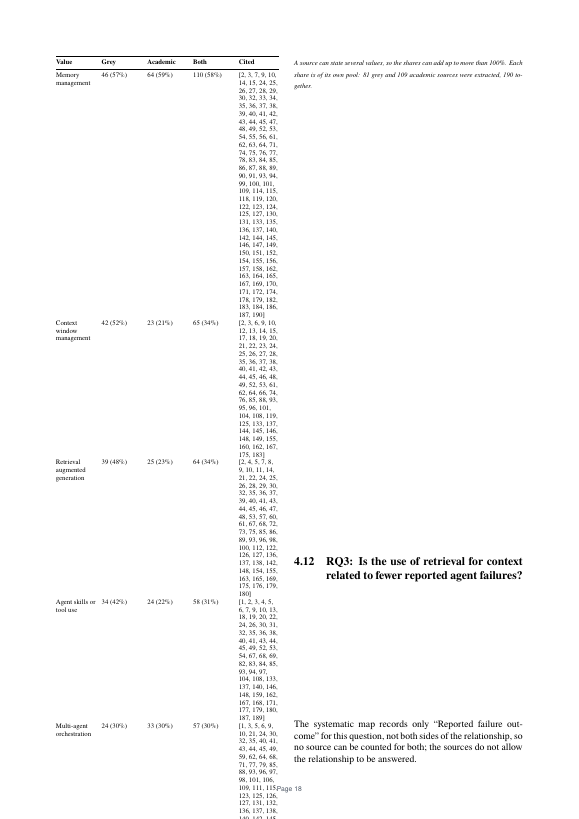 Value Grey Academic Both Cited
Memory management 46 (57%) 64 (59%) 110 (58%) [2, 3, 7, 9, 10,
14, 15, 24, 25,
26, 27, 28, 29,
30, 32, 33, 34,
35, 36, 37, 38,
39, 40, 41, 42,
43, 44, 45, 47,
48, 49, 52, 53,
54, 55, 56, 61,
62, 63, 64, 71,
74, 75, 76, 77,
78, 83, 84, 85,
86, 87, 88, 89,
90, 91, 93, 94,
99, 100, 101,
109, 114, 115,
118, 119, 120,
122, 123, 124,
125, 127, 130,
131, 133, 135,
136, 137, 140,
142, 144, 145,
146, 147, 149,
150, 151, 152,
154, 155, 156,
157, 158, 162,
163, 164, 165,
167, 169, 170,
171, 172, 174,
178, 179, 182,
183, 184, 186,
187, 190]
Context window management 42 (52%) 23 (21%) 65 (34%) [2, 3, 6, 9, 10,
12, 13, 14, 15,
17, 18, 19, 20,
21, 22, 23, 24,
25, 26, 27, 28,
35, 36, 37, 38,
40, 41, 42, 43,
44, 45, 46, 48,
49, 52, 53, 61,
62, 64, 66, 74,
76, 85, 88, 93,
95, 96, 101,
104, 108, 119,
125, 133, 137,
144, 145, 146,
148, 149, 155,
160, 162, 167,
175, 183]
Retrieval augmented generation 39 (48%) 25 (23%) 64 (34%) [2, 4, 5, 7, 8,
9, 10, 11, 14,
21, 22, 24, 25,
26, 28, 29, 30,
32, 35, 36, 37,
39, 40, 41, 43,
44, 45, 46, 47,
48, 53, 57, 60,
61, 67, 68, 72,
73, 75, 85, 86,
89, 93, 96, 98,
100, 112, 122,
126, 127, 136,
137, 138, 142,
148, 154, 155,
163, 165, 169,
175, 176, 179,
180]
Agent skills or tool use 34 (42%) 24 (22%) 58 (31%) [1, 2, 3, 4, 5,
6, 7, 9, 10, 13,
18, 19, 20, 22,
24, 26, 30, 31,
32, 35, 36, 38,
40, 41, 43, 44,
45, 49, 52, 53,
54, 67, 68, 69,
82, 83, 84, 85,
93, 94, 97,
104, 108, 133,
137, 140, 146,
148, 159, 162,
167, 168, 171,
177, 179, 180,
187, 189]
Multi-agent orchestration 24 (30%) 33 (30%) 57 (30%) [1, 3, 5, 6, 9,
10, 21, 24, 30,
32, 35, 40, 41,
43, 44, 45, 49,
59, 62, 64, 68,
71, 77, 79, 85,
88, 93, 96, 97,
98, 101, 106,
109, 111, 115,
123, 125, 126,
127, 131, 132,
136, 137, 138,
A source can state several values, so the shares can add up to more than 100%. Each
share is of its own pool: 81 grey and 109 academic sources were extracted, 190 to-
gether.
4.12 RQ3: Is the use of retrieval for context
related to fewer reported agent failures?
The systematic map records only “Reported failure out-
come” for this question, not both sides of the relationship, so
no source can be counted for both; the sources do not allow
the relationship to be answered.
Page 18